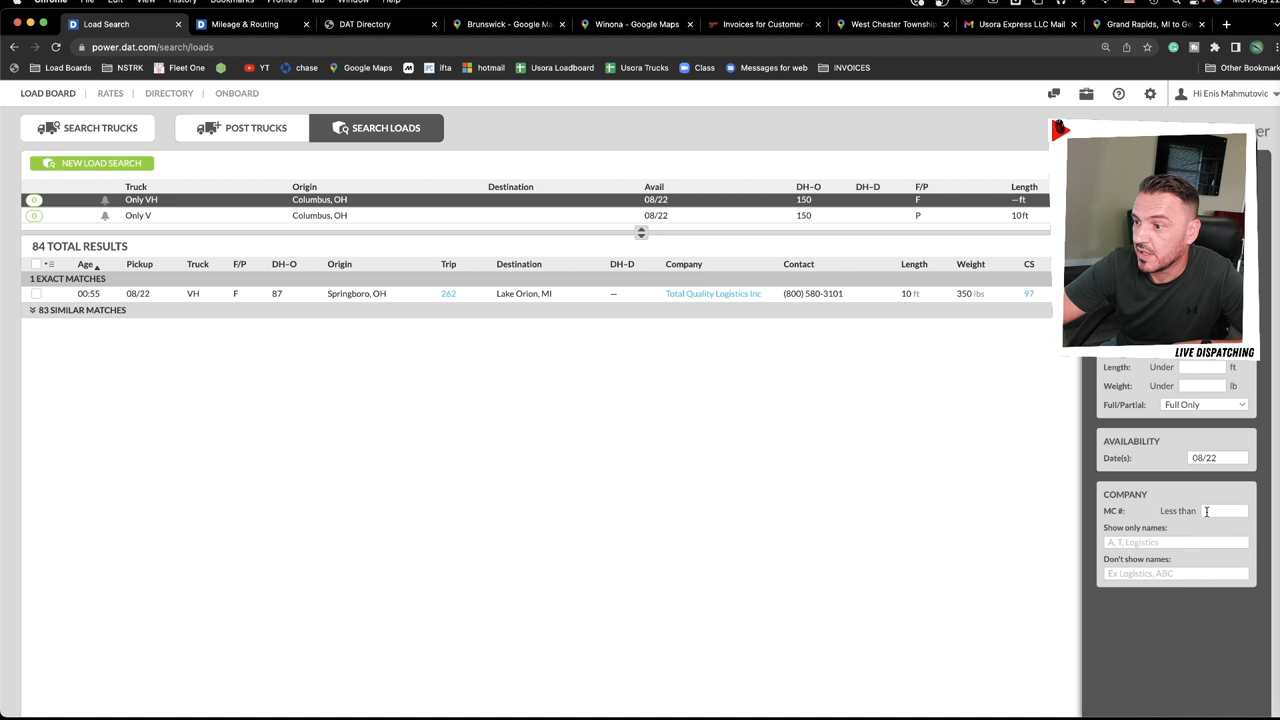 Chrome File Edit View History Bookmarks Profiles Tab Window Help
Load Search Mileage & Routing DAT Directory Brunswick - Google Ma Winona - Google Maps Invoices for Customer West Chester Township Usora Express LLC Mail Grand Rapids, MI to Ge
power.dat.com/search/loads
Load Boards NSTRK Fleet One YT chase Google Maps ifta hotmail Usora Loadboard Usora Trucks Class Messages for web INVOICES Other Bookmar
LOAD BOARD RATES DIRECTORY ONBOARD Hi Enis Mahmutovic
SEARCH TRUCKS POST TRUCKS SEARCH LOADS
NEW LOAD SEARCH
Truck Origin Destination Avail DH-O DH-D F/P Length
0 Only VH Columbus, OH 08/22 150 F — ft
0 Only V Columbus, OH 08/22 150 P 10 ft
84 TOTAL RESULTS
Age Pickup Truck F/P DH-O Origin Trip Destination DH-D Company Contact Length Weight CS
1 EXACT MATCHES
00:55 08/22 VH F 87 Springboro, OH 262 Lake Orion, MI — Total Quality Logistics Inc (800) 580-3101 10 ft 350 lbs 97
83 SIMILAR MATCHES
LIVE DISPATCHING
Length: Under ft
Weight: Under lb
Full/Partial: Full Only
AVAILABILITY
Date(s): 08/22
COMPANY
MC #: Less than
Show only names:
A, T, Logistics
Don't show names:
Ex Logistics, ABC